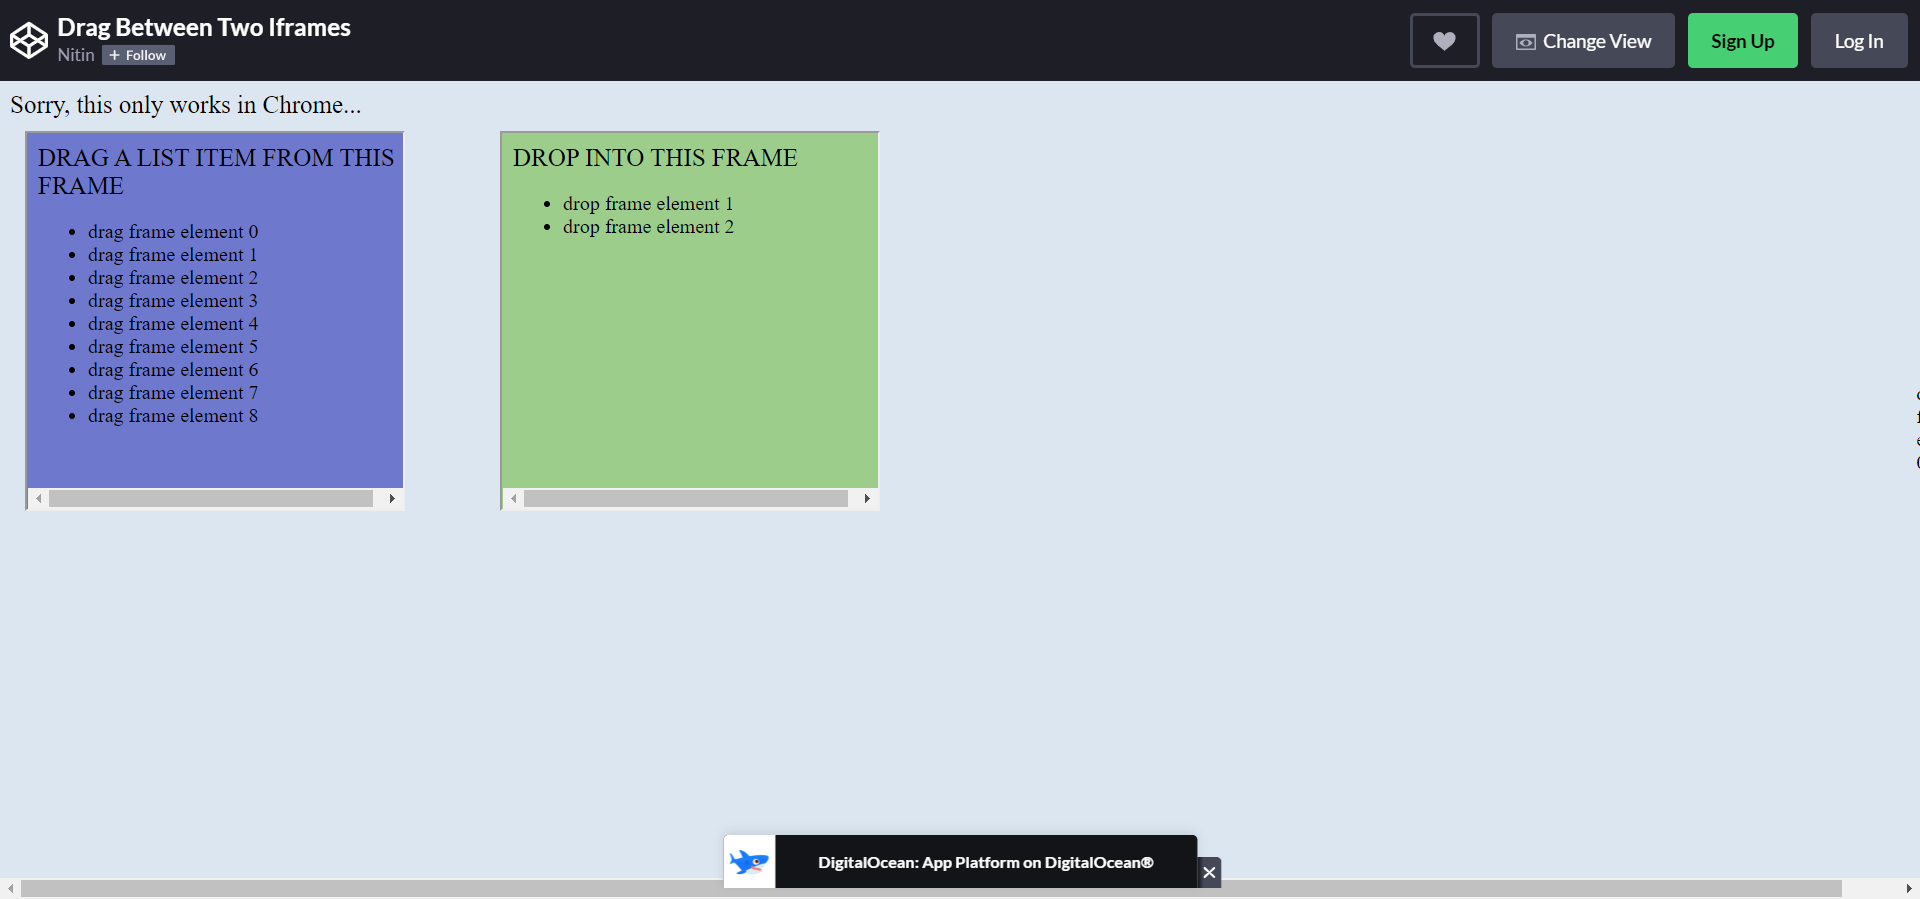 Drag Between Two Iframes
Nitin + Follow
Change View
Sign Up
Log In
Sorry, this only works in Chrome...
DRAG A LIST ITEM FROM THIS
FRAME
• drag frame element 0
• drag frame element 1
• drag frame element 2
• drag frame element 3
• drag frame element 4
• drag frame element 5
• drag frame element 6
• drag frame element 7
• drag frame element 8
DROP INTO THIS FRAME
• drop frame element 1
• drop frame element 2
DigitalOcean: App Platform on DigitalOcean®